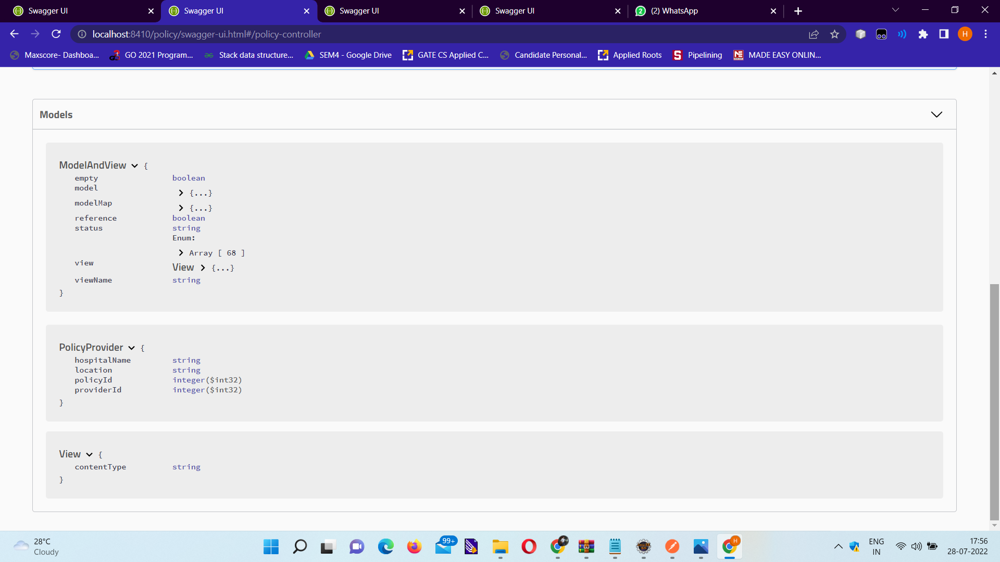 Swagger UI
Swagger UI
Swagger UI
Swagger UI
2 (2) WhatsApp
localhost:8410/policy/swagger-ui.html#/policy-controller
H
Maxscore- Dashboa... GO 2021 Program... Stack data structure... SEM4 - Google Drive GATE CS Applied C... Candidate Personal... Applied Roots S Pipelining MADE EASY ONLIN...
Models
ModelAndView {
empty boolean
model {...}
modelMap {...}
reference boolean
status string
Enum:
Array [ 68 ]
view View {...}
viewName string
}
PolicyProvider {
hospitalName string
location string
policyId integer($int32)
providerId integer($int32)
}
View {
contentType string
}
28°C
Cloudy
99+
H
ENG
IN
17:56
28-07-2022